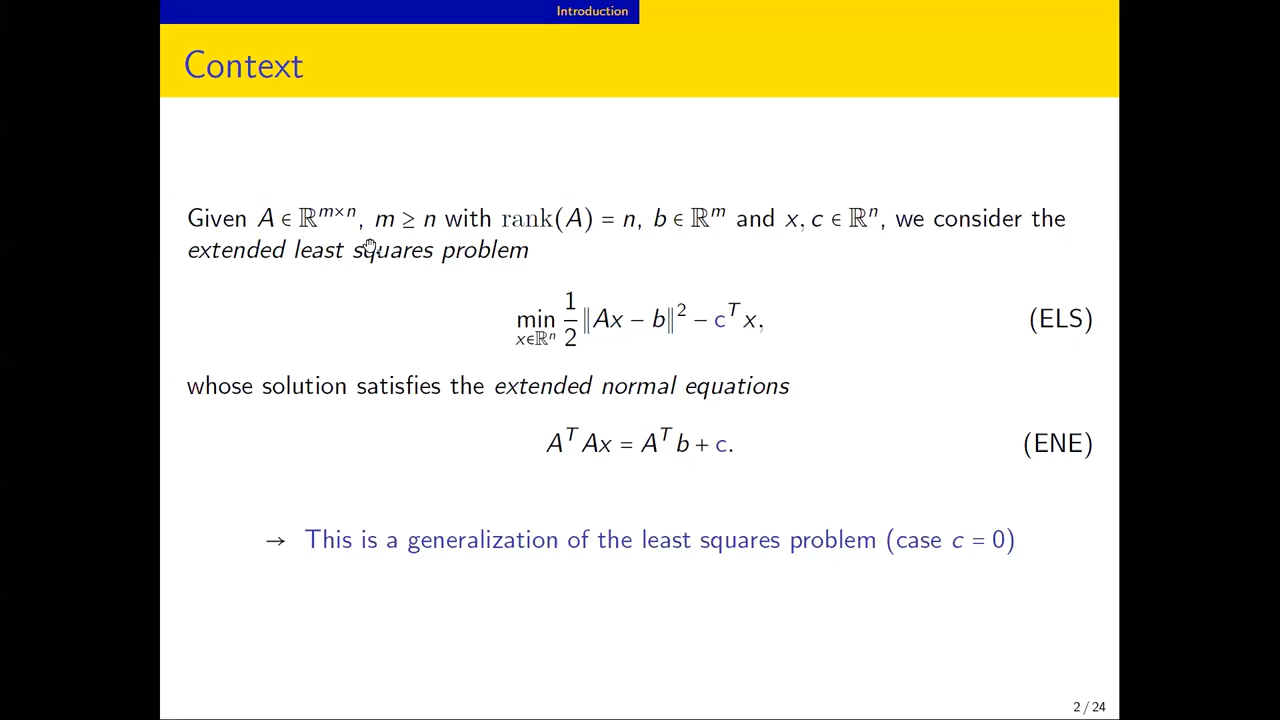 Introduction
Context
Given A ∈ ℝ^{m×n}, m ≥ n with rank(A) = n, b ∈ ℝ^m and x, c ∈ ℝ^n, we consider the
extended least squares problem
min_{x∈ℝ^n} 1/2 ‖Ax − b‖² − c^T x, (ELS)
whose solution satisfies the extended normal equations
A^T Ax = A^T b + c. (ENE)
→ This is a generalization of the least squares problem (case c = 0)
2 / 24